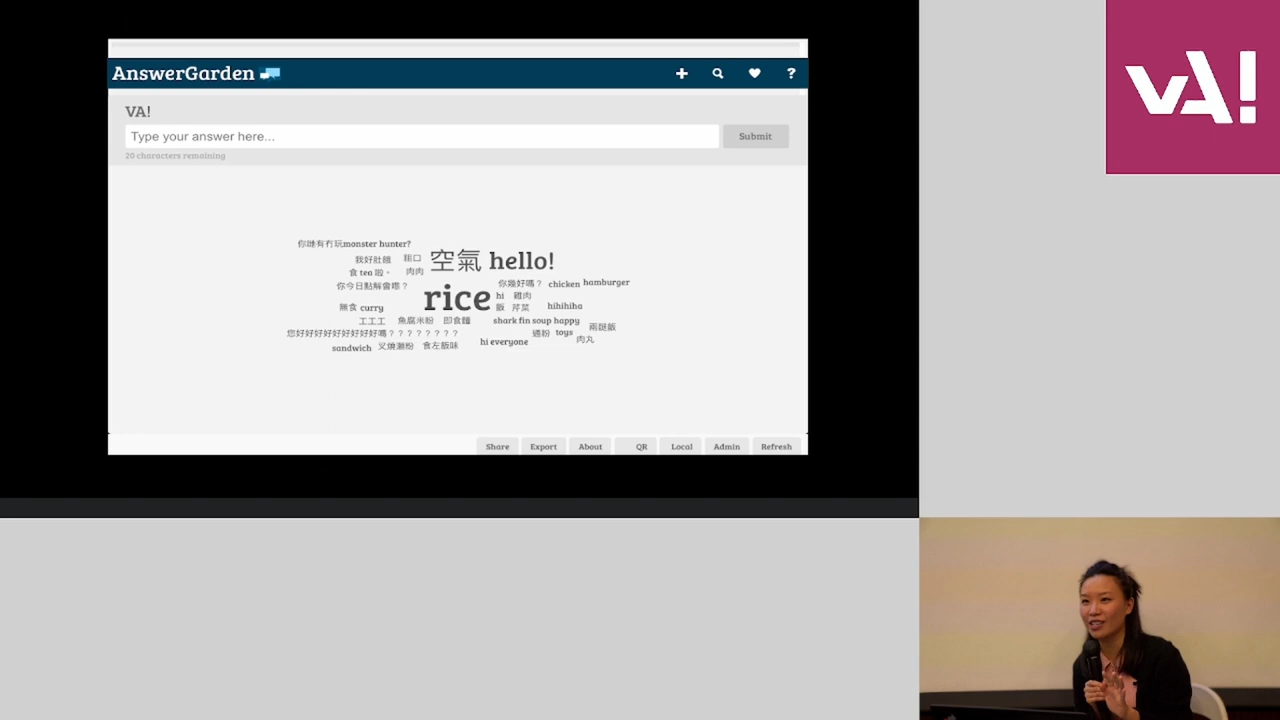 AnswerGarden
?
VA!
VA!
Type your answer here...
Submit
20 characters remaining
你哋有冇玩monster hunter?
我好肚餓 粗口 空氣 hello!
食 tea 啦。 肉肉
你幾好嗎？ chicken hamburger
你今日點解會嚟？
rice hi 雞肉
無食 curry 飯 芹菜 hihihiha
工工工 魚腐米粉 即食麵 shark fin soup happy
兩餸飯
您好好好好好好好好好嗎？？？？？？？？ 通粉 toys
sandwich 叉燒瀨粉 食左飯味 hi everyone 肉丸
Share Export About QR Local Admin Refresh